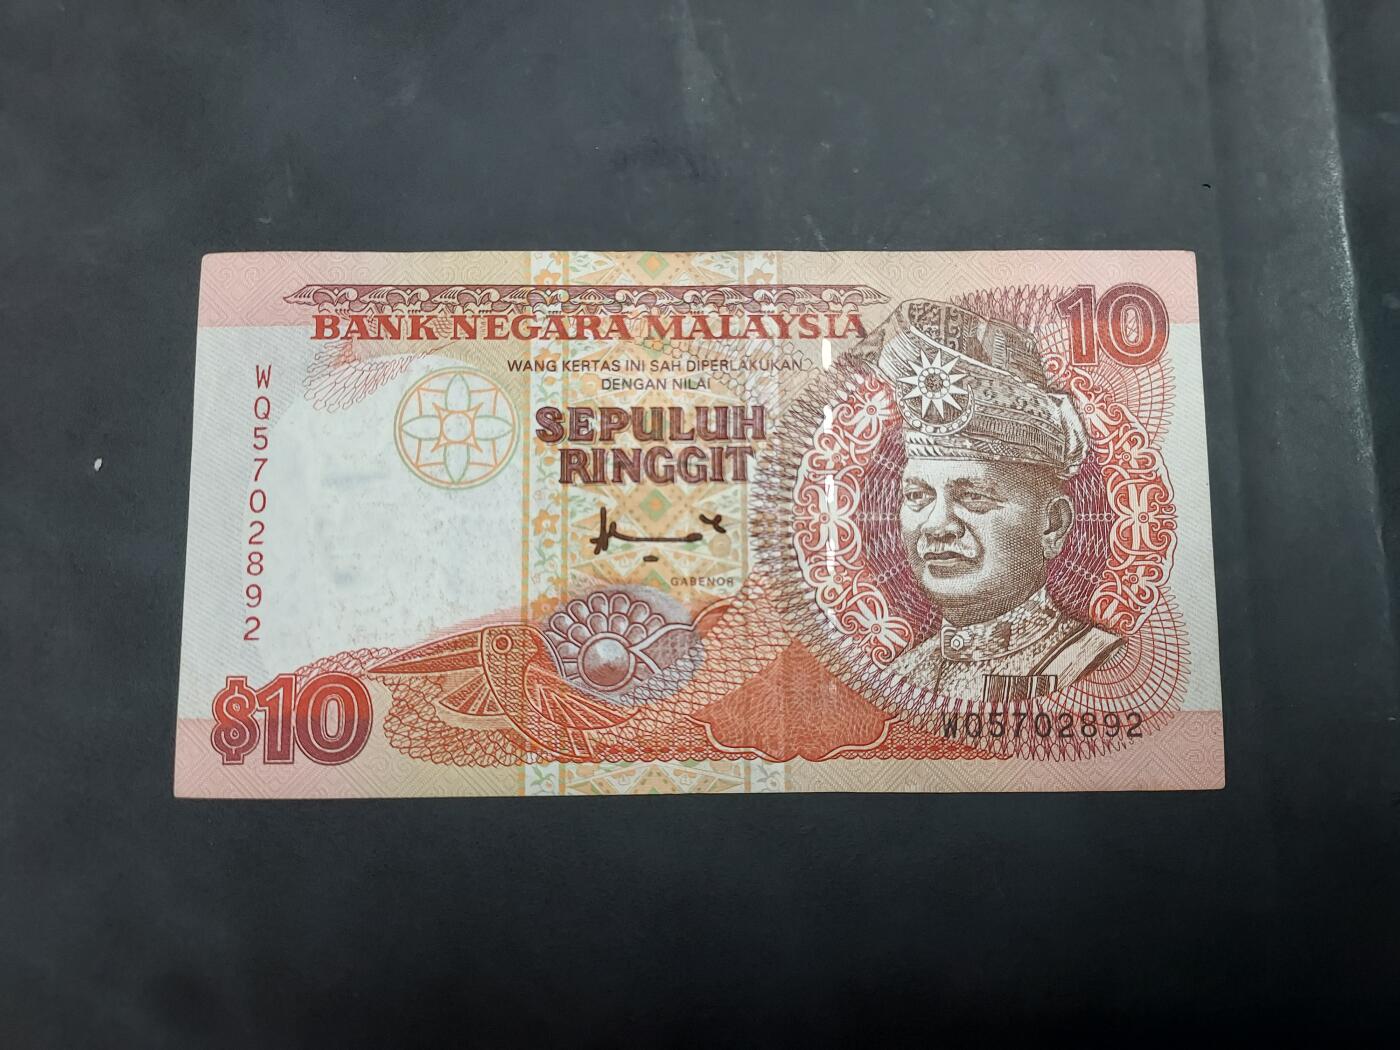 BANK NEGARA MALAYSIA
10
WANG KERTAS INI SAH DIPERLAKUKAN
DENGAN NILAI
WQ5702892
SEPULUH
RINGGIT
GABENOR
$10
WQ5702892